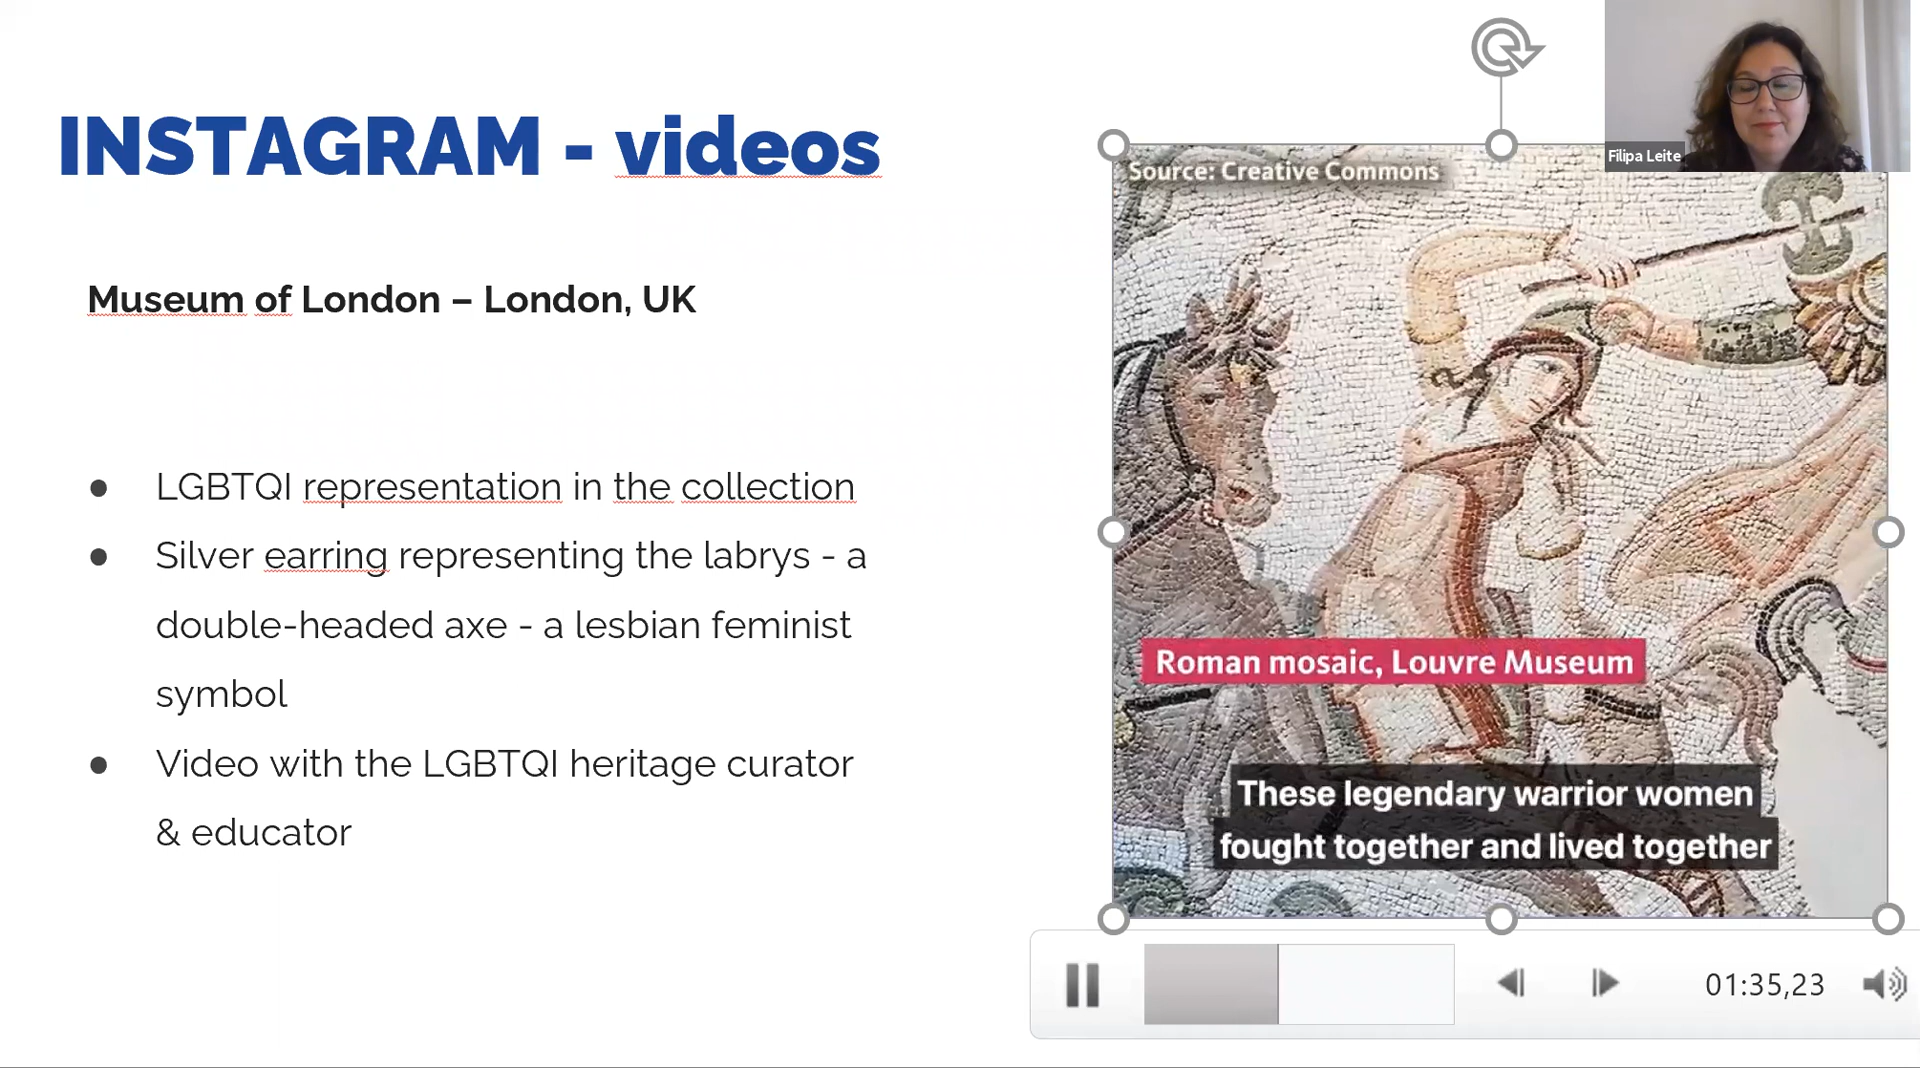 INSTAGRAM - videos
Museum of London – London, UK
● LGBTQI representation in the collection
● Silver earring representing the labrys - a
double-headed axe - a lesbian feminist
symbol
● Video with the LGBTQI heritage curator
& educator
Filipa Leite
Source: Creative Commons
Roman mosaic, Louvre Museum
These legendary warrior women
fought together and lived together
01:35,23